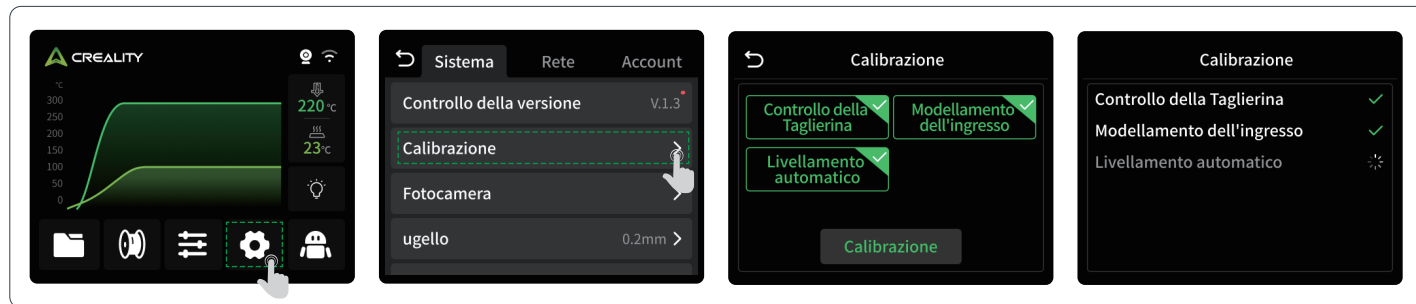 CREALITY
°C
300
250
200
150
100
50
0
220 °C
23°C
Sistema Rete Account
Controllo della versione V.1.3
Calibrazione
Fotocamera
ugello 0.2mm
Calibrazione
Controllo della
Taglierina
Modellamento
dell'ingresso
Livellamento
automatico
Calibrazione
Calibrazione
Controllo della Taglierina
Modellamento dell'ingresso
Livellamento automatico